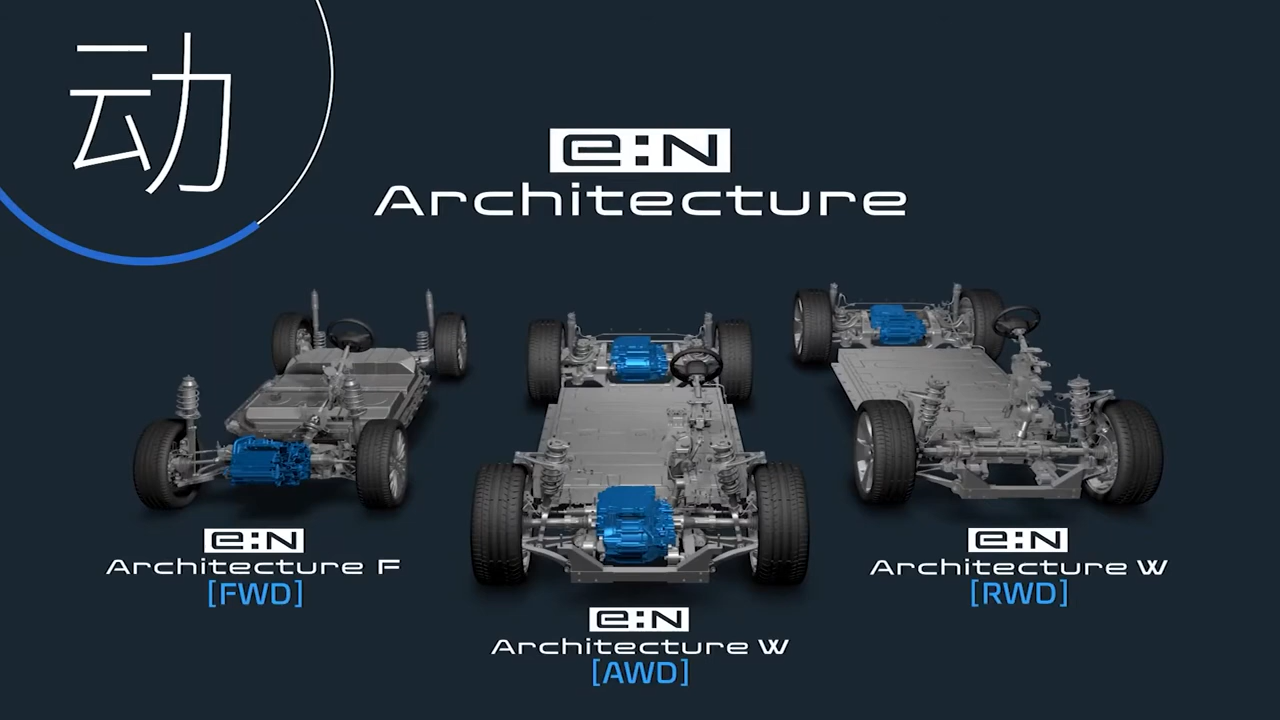 动
e:N
Architecture
e:N
Architecture F
[FWD]
e:N
Architecture W
[AWD]
e:N
Architecture W
[RWD]